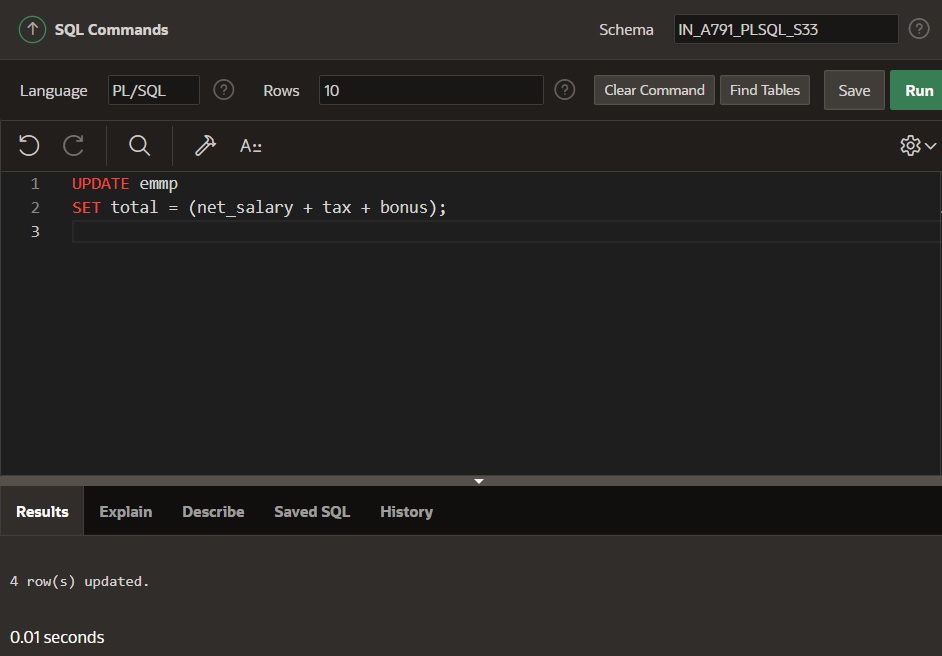 SQL Commands
Schema IN_A791_PLSQL_S33 ?
Language PL/SQL ? Rows 10 ? Clear Command Find Tables Save Run
A::
1 UPDATE emmp
2 SET total = (net_salary + tax + bonus);
3
Results Explain Describe Saved SQL History
4 row(s) updated.
0.01 seconds